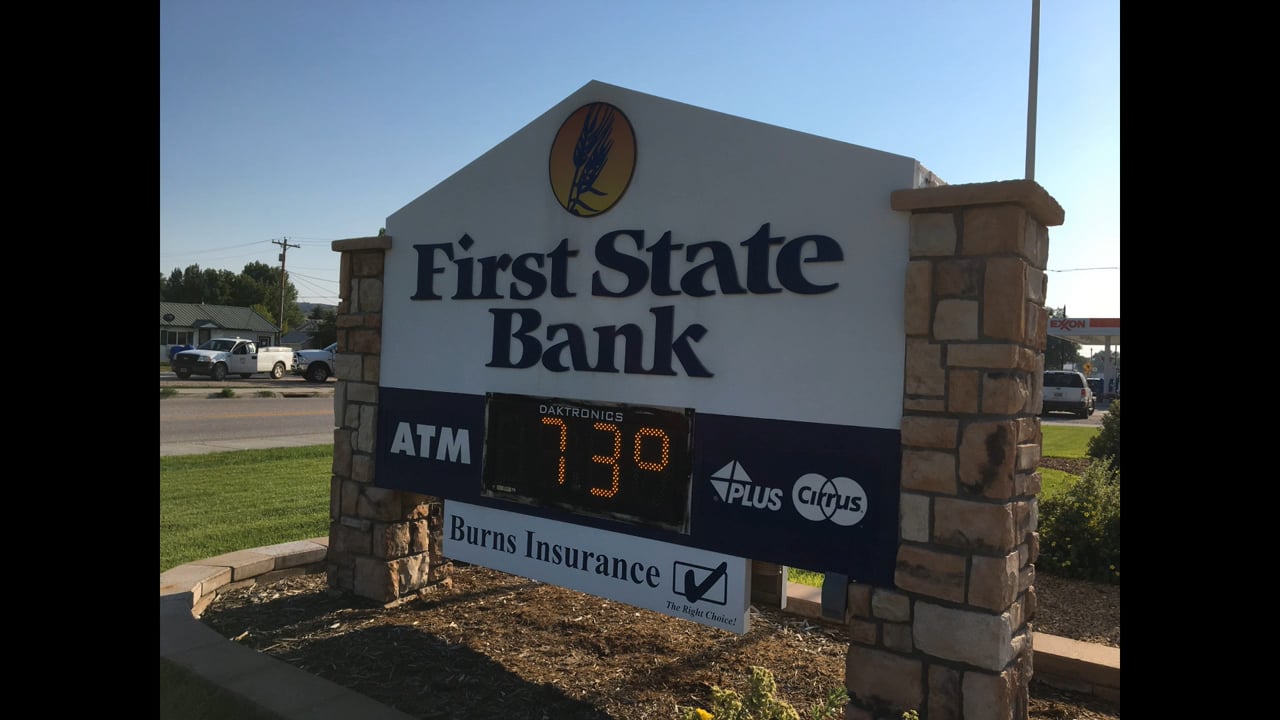 First State
Bank
DAKTRONICS
ATM
73°
PLUS
Cirrus
Burns Insurance
The Right Choice!
EXXON